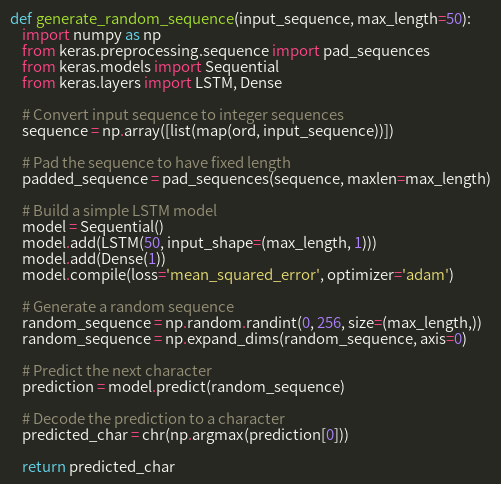 def generate_random_sequence(input_sequence, max_length=50):
    import numpy as np
    from keras.preprocessing.sequence import pad_sequences
    from keras.models import Sequential
    from keras.layers import LSTM, Dense

    # Convert input sequence to integer sequences
    sequence = np.array([list(map(ord, input_sequence))])

    # Pad the sequence to have fixed length
    padded_sequence = pad_sequences(sequence, maxlen=max_length)

    # Build a simple LSTM model
    model = Sequential()
    model.add(LSTM(50, input_shape=(max_length, 1)))
    model.add(Dense(1))
    model.compile(loss='mean_squared_error', optimizer='adam')

    # Generate a random sequence
    random_sequence = np.random.randint(0, 256, size=(max_length,))
    random_sequence = np.expand_dims(random_sequence, axis=0)

    # Predict the next character
    prediction = model.predict(random_sequence)

    # Decode the prediction to a character
    predicted_char = chr(np.argmax(prediction[0]))

    return predicted_char